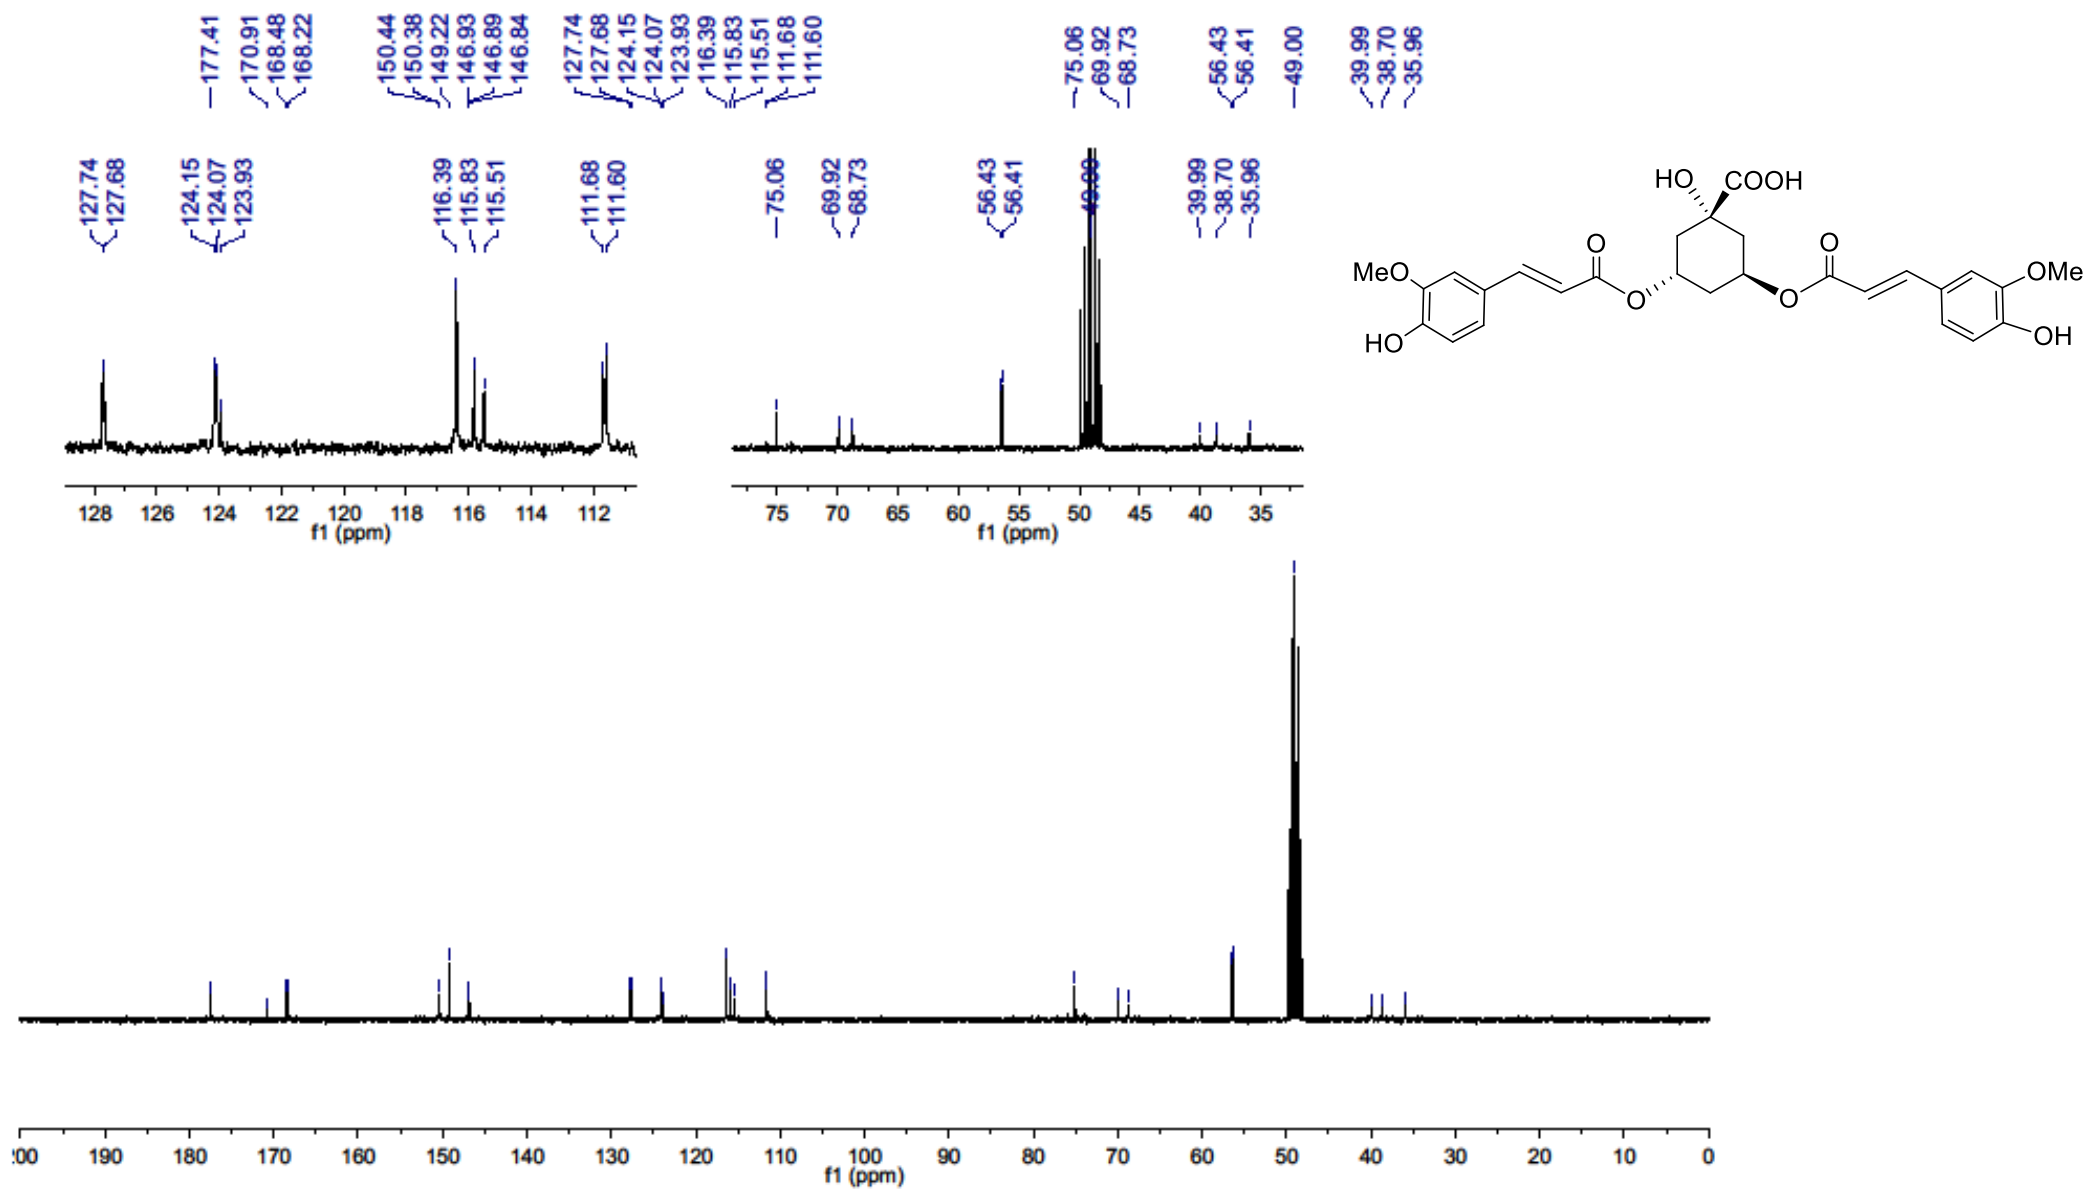 177.41 170.91 168.48 168.22 150.44 150.38 149.22 146.93 146.89 146.84 127.74 127.68 124.15 124.07 123.93 116.39 115.83 115.51 111.68 111.60 75.06 69.92 68.73 56.43 56.41 49.00 39.99 38.70 35.96
127.74 127.68 124.15 124.07 123.93 116.39 115.83 115.51 111.68 111.60
128 126 124 122 120 118 116 114 112
f1 (ppm)
75.06 69.92 68.73 56.43 56.41 49.00 39.99 38.70 35.96
75 70 65 60 55 50 45 40 35
f1 (ppm)
HO COOH
O O
MeO OMe
O O
HO OH
200 190 180 170 160 150 140 130 120 110 100 90 80 70 60 50 40 30 20 10 0
f1 (ppm)